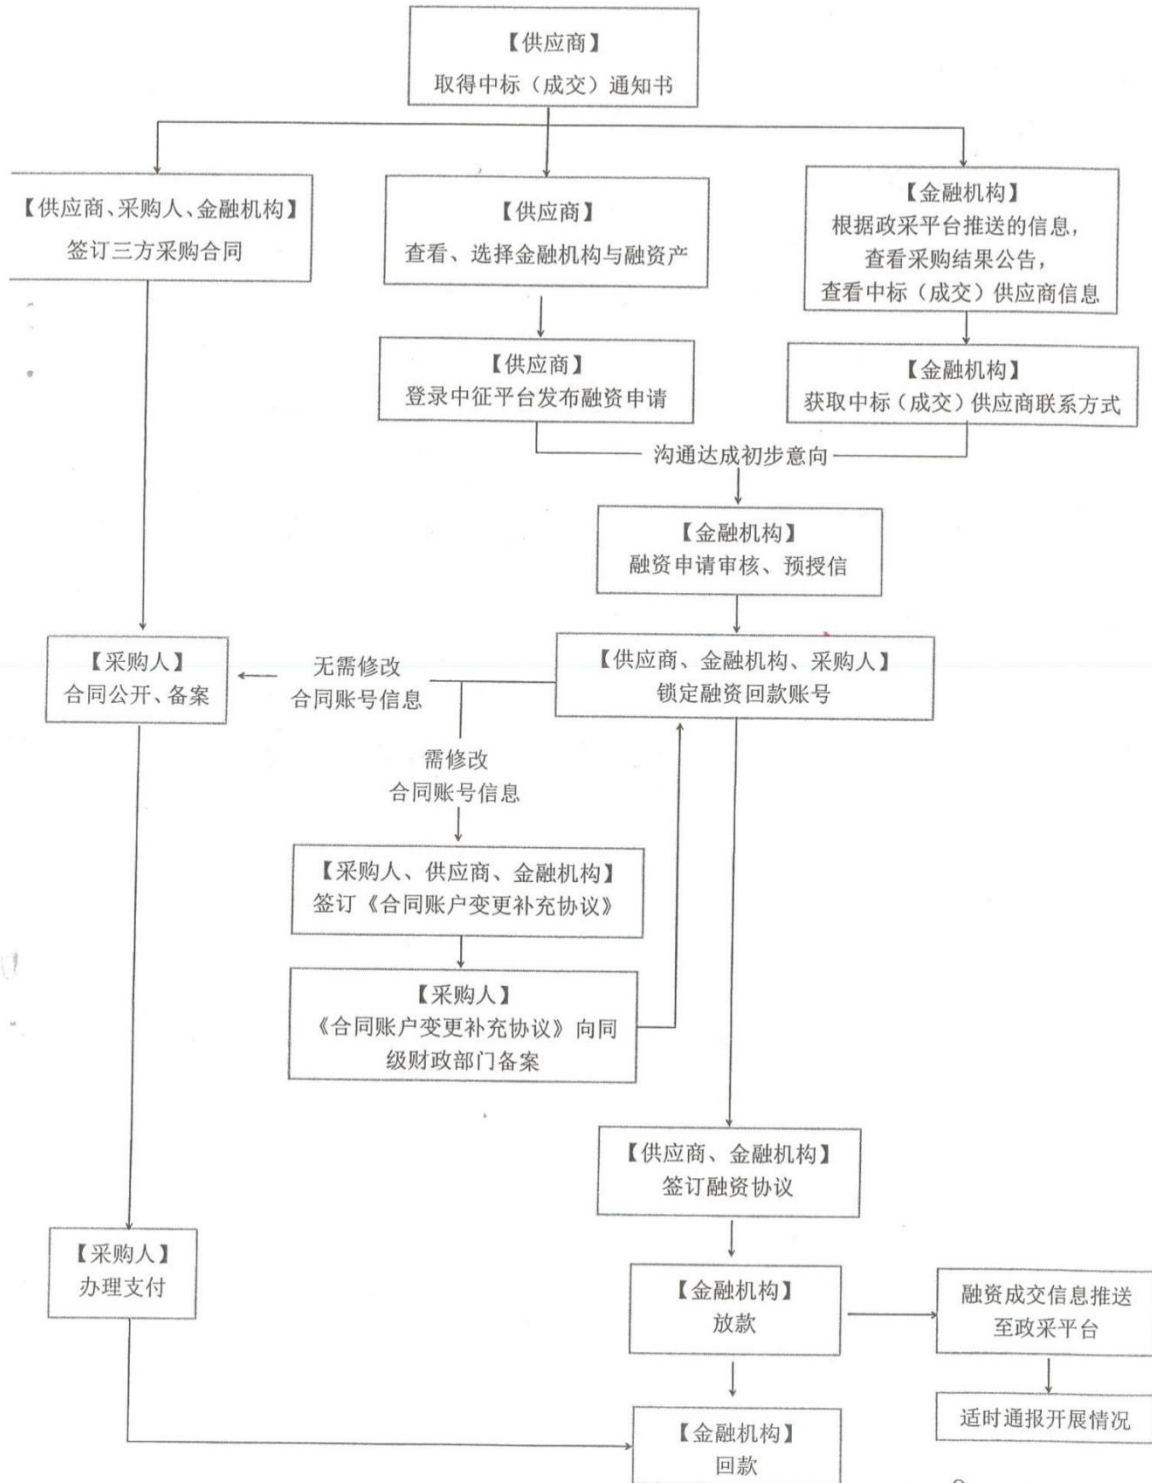 【供应商】
取得中标（成交）通知书
【供应商、采购人、金融机构】
签订三方采购合同
【供应商】
查看、选择金融机构与融资产
【金融机构】
根据政采平台推送的信息，
查看采购结果公告，
查看中标（成交）供应商信息
【供应商】
登录中征平台发布融资申请
【金融机构】
获取中标（成交）供应商联系方式
沟通达成初步意向
【金融机构】
融资申请审核、预授信
【采购人】
合同公开、备案
无需修改
合同账号信息
【供应商、金融机构、采购人】
锁定融资回款账号
需修改
合同账号信息
【采购人、供应商、金融机构】
签订《合同账户变更补充协议》
【采购人】
《合同账户变更补充协议》向同
级财政部门备案
【供应商、金融机构】
签订融资协议
【采购人】
办理支付
【金融机构】
放款
融资成交信息推送
至政采平台
适时通报开展情况
【金融机构】
回款